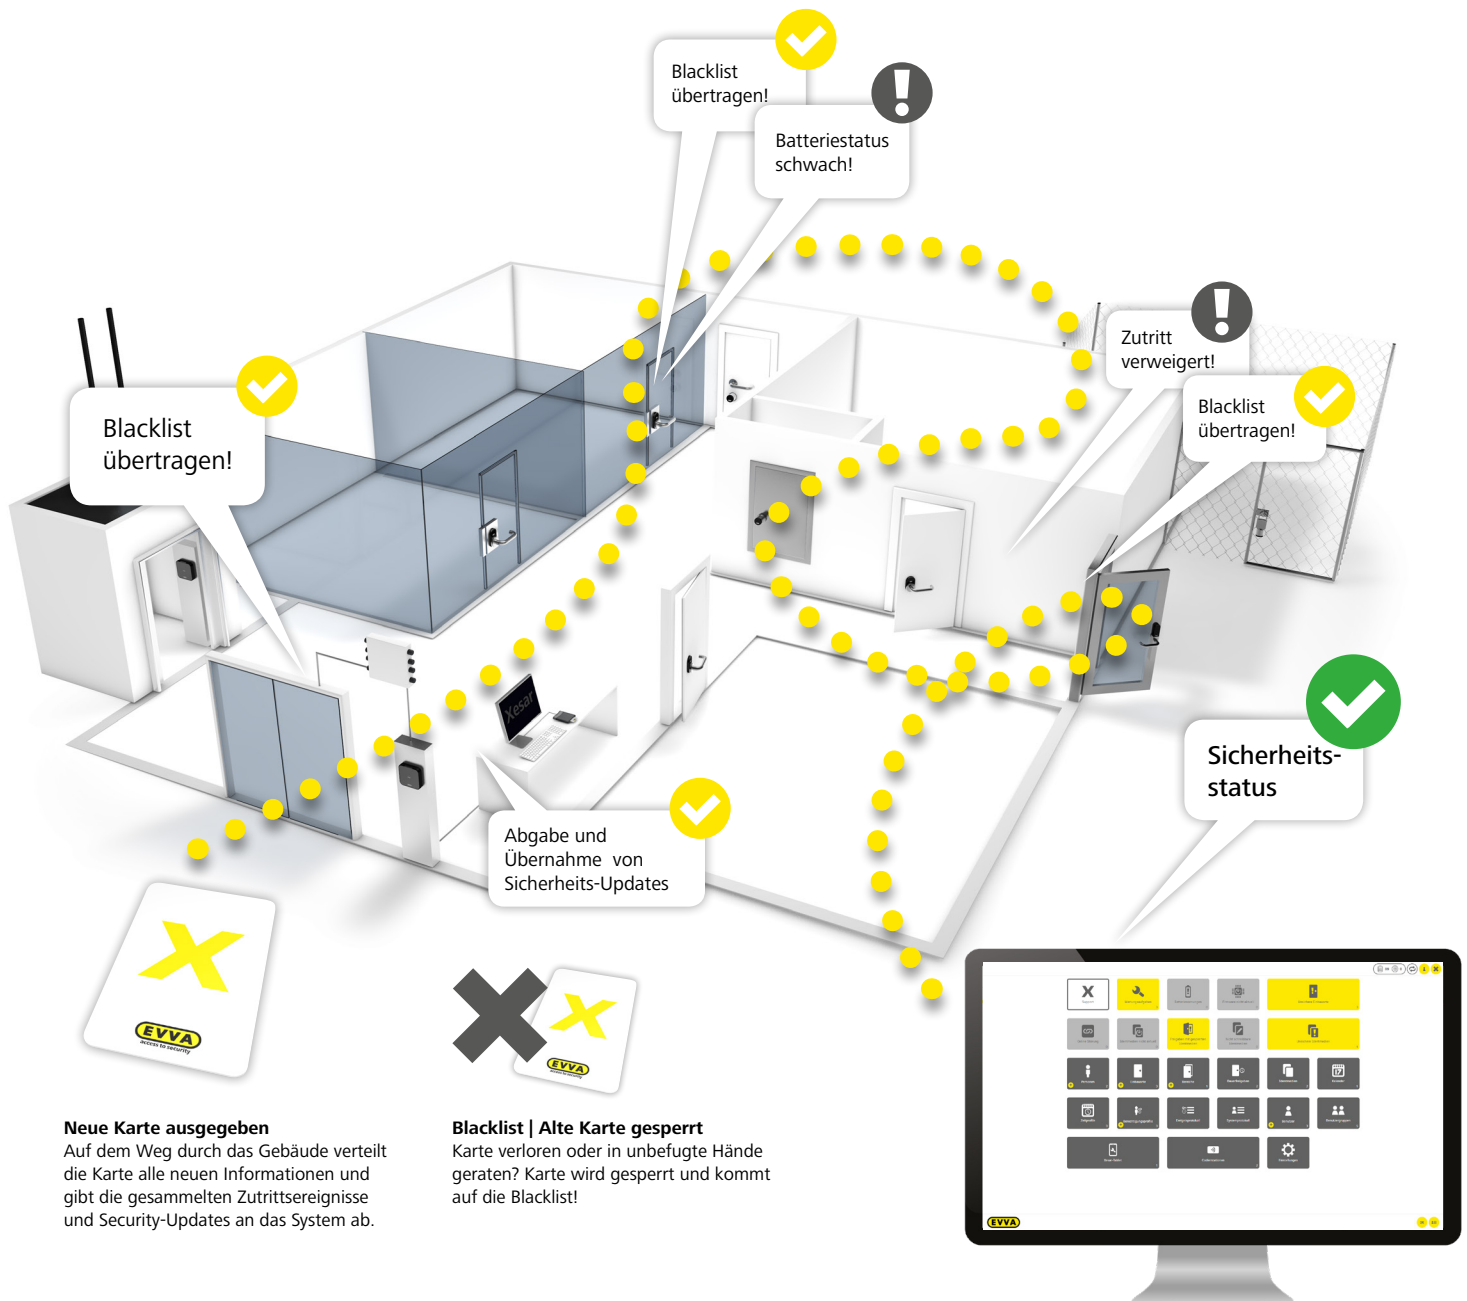 Blacklist
übertragen!
Batteriestatus
schwach!
Zutritt
verweigert!
Blacklist
übertragen!
Blacklist
übertragen!
Xesar
Sicherheits-
status
Abgabe und
Übernahme von
Sicherheits-Updates
EVVA
access to security
EVVA
access to security
Neue Karte ausgegeben
Auf dem Weg durch das Gebäude verteilt
die Karte alle neuen Informationen und
gibt die gesammelten Zutrittsereignisse
und Security-Updates an das System ab.
Blacklist | Alte Karte gesperrt
Karte verloren oder in unbefugte Hände
geraten? Karte wird gesperrt und kommt
auf die Blacklist!
EVVA